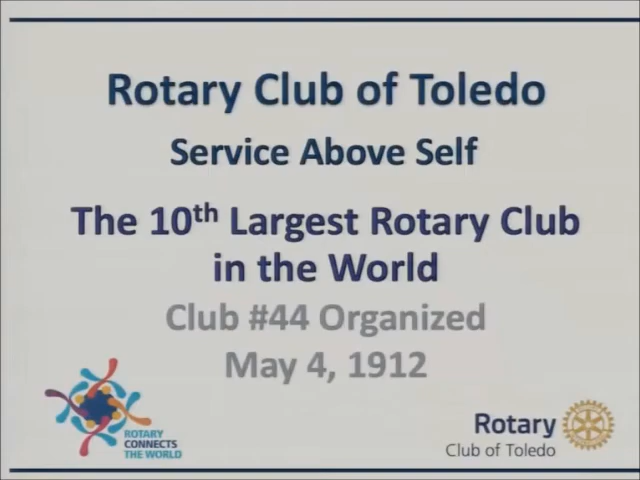 Rotary Club of Toledo
Service Above Self
The 10th Largest Rotary Club
in the World
Club #44 Organized
May 4, 1912
ROTARY
CONNECTS
THE WORLD
Rotary
Club of Toledo